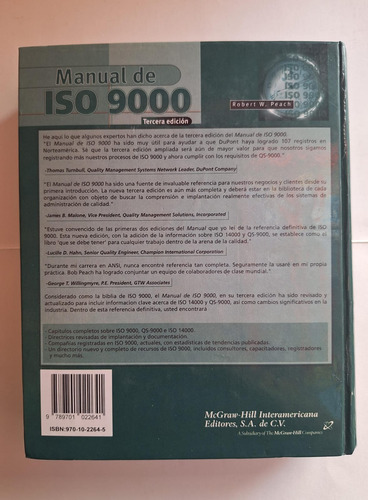 Manual de
ISO 9000
Tercera edición
Robert W. Peach
He aquí lo que algunos expertos han dicho acerca de la tercera edición del Manual de ISO 9000.
"El Manual de ISO 9000 ha sido muy útil para ayudar a que DuPont haya logrado 107 registros en
Norteamérica. Sé que la tercera edición ampliada será aún de mayor valor para que nosotros sigamos
registrando más nuestros procesos de ISO 9000 y ahora cumplir con los requisitos de QS-9000."
-Thomas Turnbull, Quality Management Systems Network Leader, DuPont Company
"El Manual de ISO 9000 ha sido una fuente de invaluable referencia para nuestros negocios y clientes desde su
primera introducción. La nueva tercera edición es aún más completa y deberá estar en la biblioteca de cada
organización con objeto de buscar la comprensión e implantación realmente efectivas de los sistemas de
administración de calidad."
-James B. Malone, Vice President, Quality Management Solutions, Incorporated
"Estuve convencido de las primeras dos ediciones del Manual que yo leí de la referencia definitiva de ISO
9000. Esta nueva edición, con la adición de la información sobre ISO 14000 y QS-9000, se establece como el
libro 'que se debe tener' para cualquier trabajo dentro de la arena de la calidad."
-Lucille D. Hahn, Senior Quality Engineer, Champion International Corporation
"Durante mi carrera en ANSI, nunca encontré referencia tan completa. Seguramente la usaré en mi propia
práctica. Bob Peach ha logrado conjuntar un equipo de colaboradores de clase mundial."
-George T. Willingmyre, P.E. President, GTW Associates
Considerado como la biblia de ISO 9000, el Manual de ISO 9000, en su tercera edición ha sido revisado y
actualizado para incluir información clave acerca de ISO 14000 y QS-9000, así como cambios significativos en la
industria. Dentro de esta referencia definitiva, usted encontrará
Capítulos completos sobre ISO 9000, QS-9000 e ISO 14000.
Directrices revisadas de implantación y documentación.
Compañías registradas en ISO 9000, actuales, con estadísticas de tendencias publicadas.
Un directorio nuevo y completo de recursos de ISO 9000, incluidos consultores, capacitadores, registradores
y mucho más.
9 789701 022641
ISBN:970-10-2264-5
McGraw-Hill Interamericana
Editores, S.A. de C.V.
A Subsidiary of The McGraw-Hill Companies